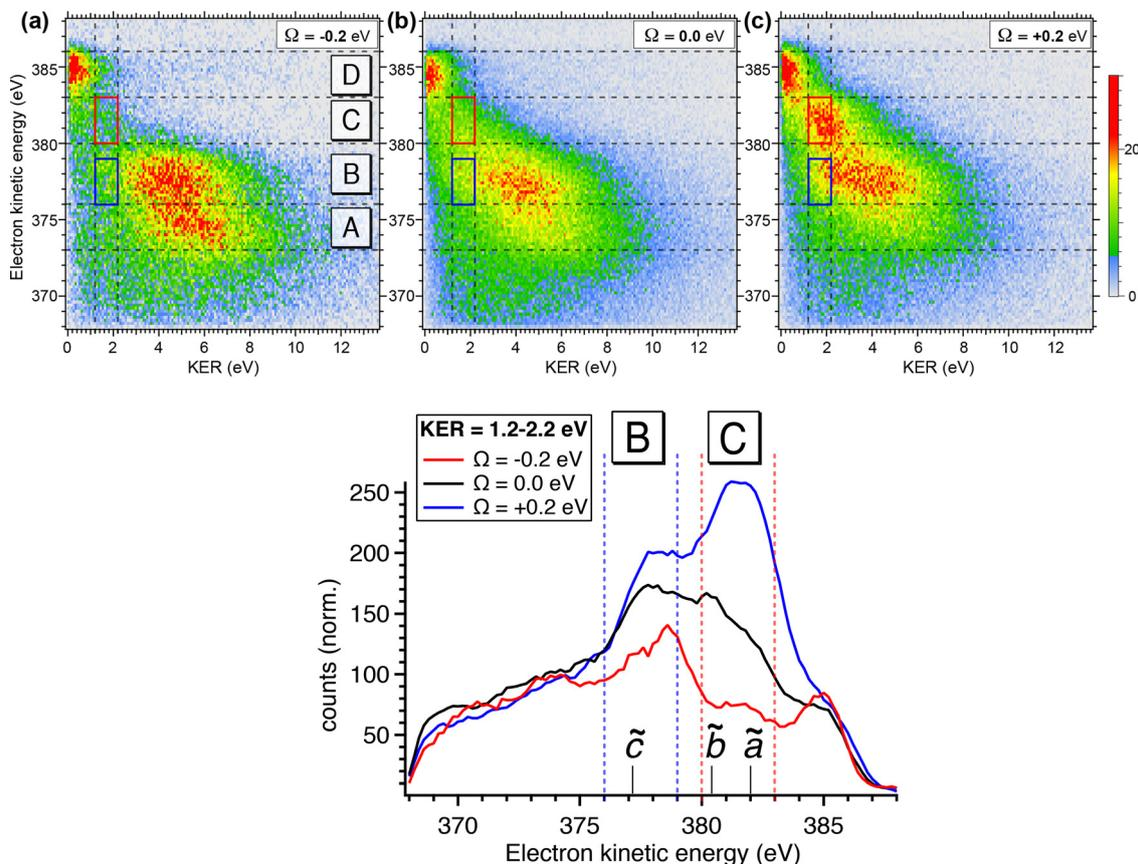 (a)
Ω = -0.2 eV
(b)
Ω = 0.0 eV
(c)
Ω = +0.2 eV
Electron kinetic energy (eV)
385
380
375
370
D
C
B
A
385
380
375
370
385
380
375
370
20
0
0 2 4 6 8 10 12
0 2 4 6 8 10 12
0 2 4 6 8 10 12
KER (eV)
KER (eV)
KER (eV)
KER = 1.2-2.2 eV
Ω = -0.2 eV
Ω = 0.0 eV
Ω = +0.2 eV
B
C
counts (norm.)
250
200
150
100
50
c̃
b̃
ã
370 375 380 385
Electron kinetic energy (eV)